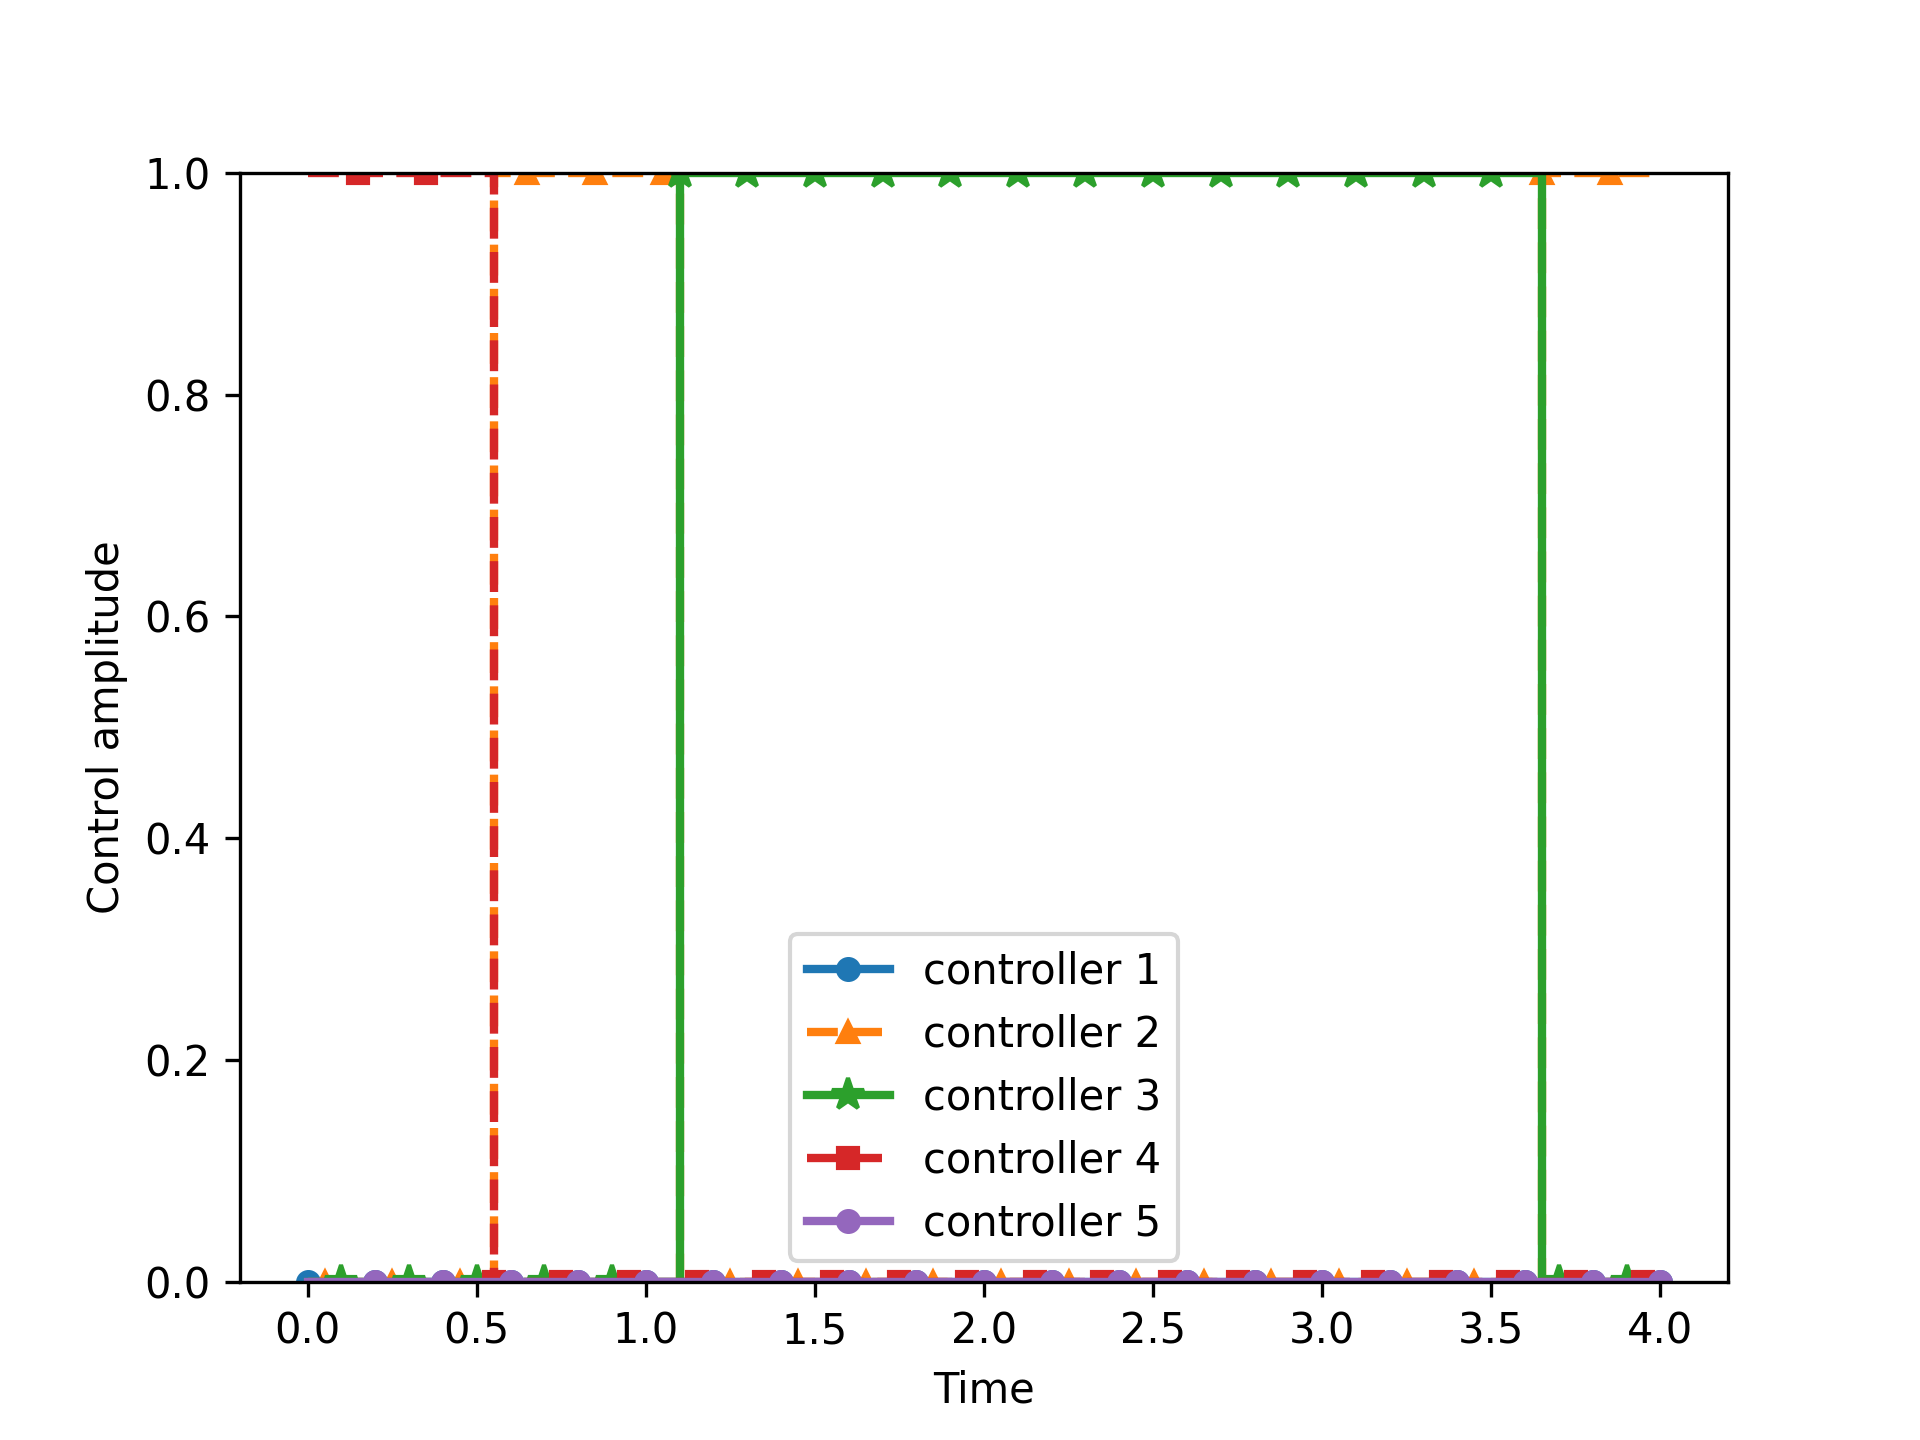 1.0
0.8
0.6
0.4
0.2
0.0
Control amplitude
controller 1
controller 2
controller 3
controller 4
controller 5
0.0 0.5 1.0 1.5 2.0 2.5 3.0 3.5 4.0
Time